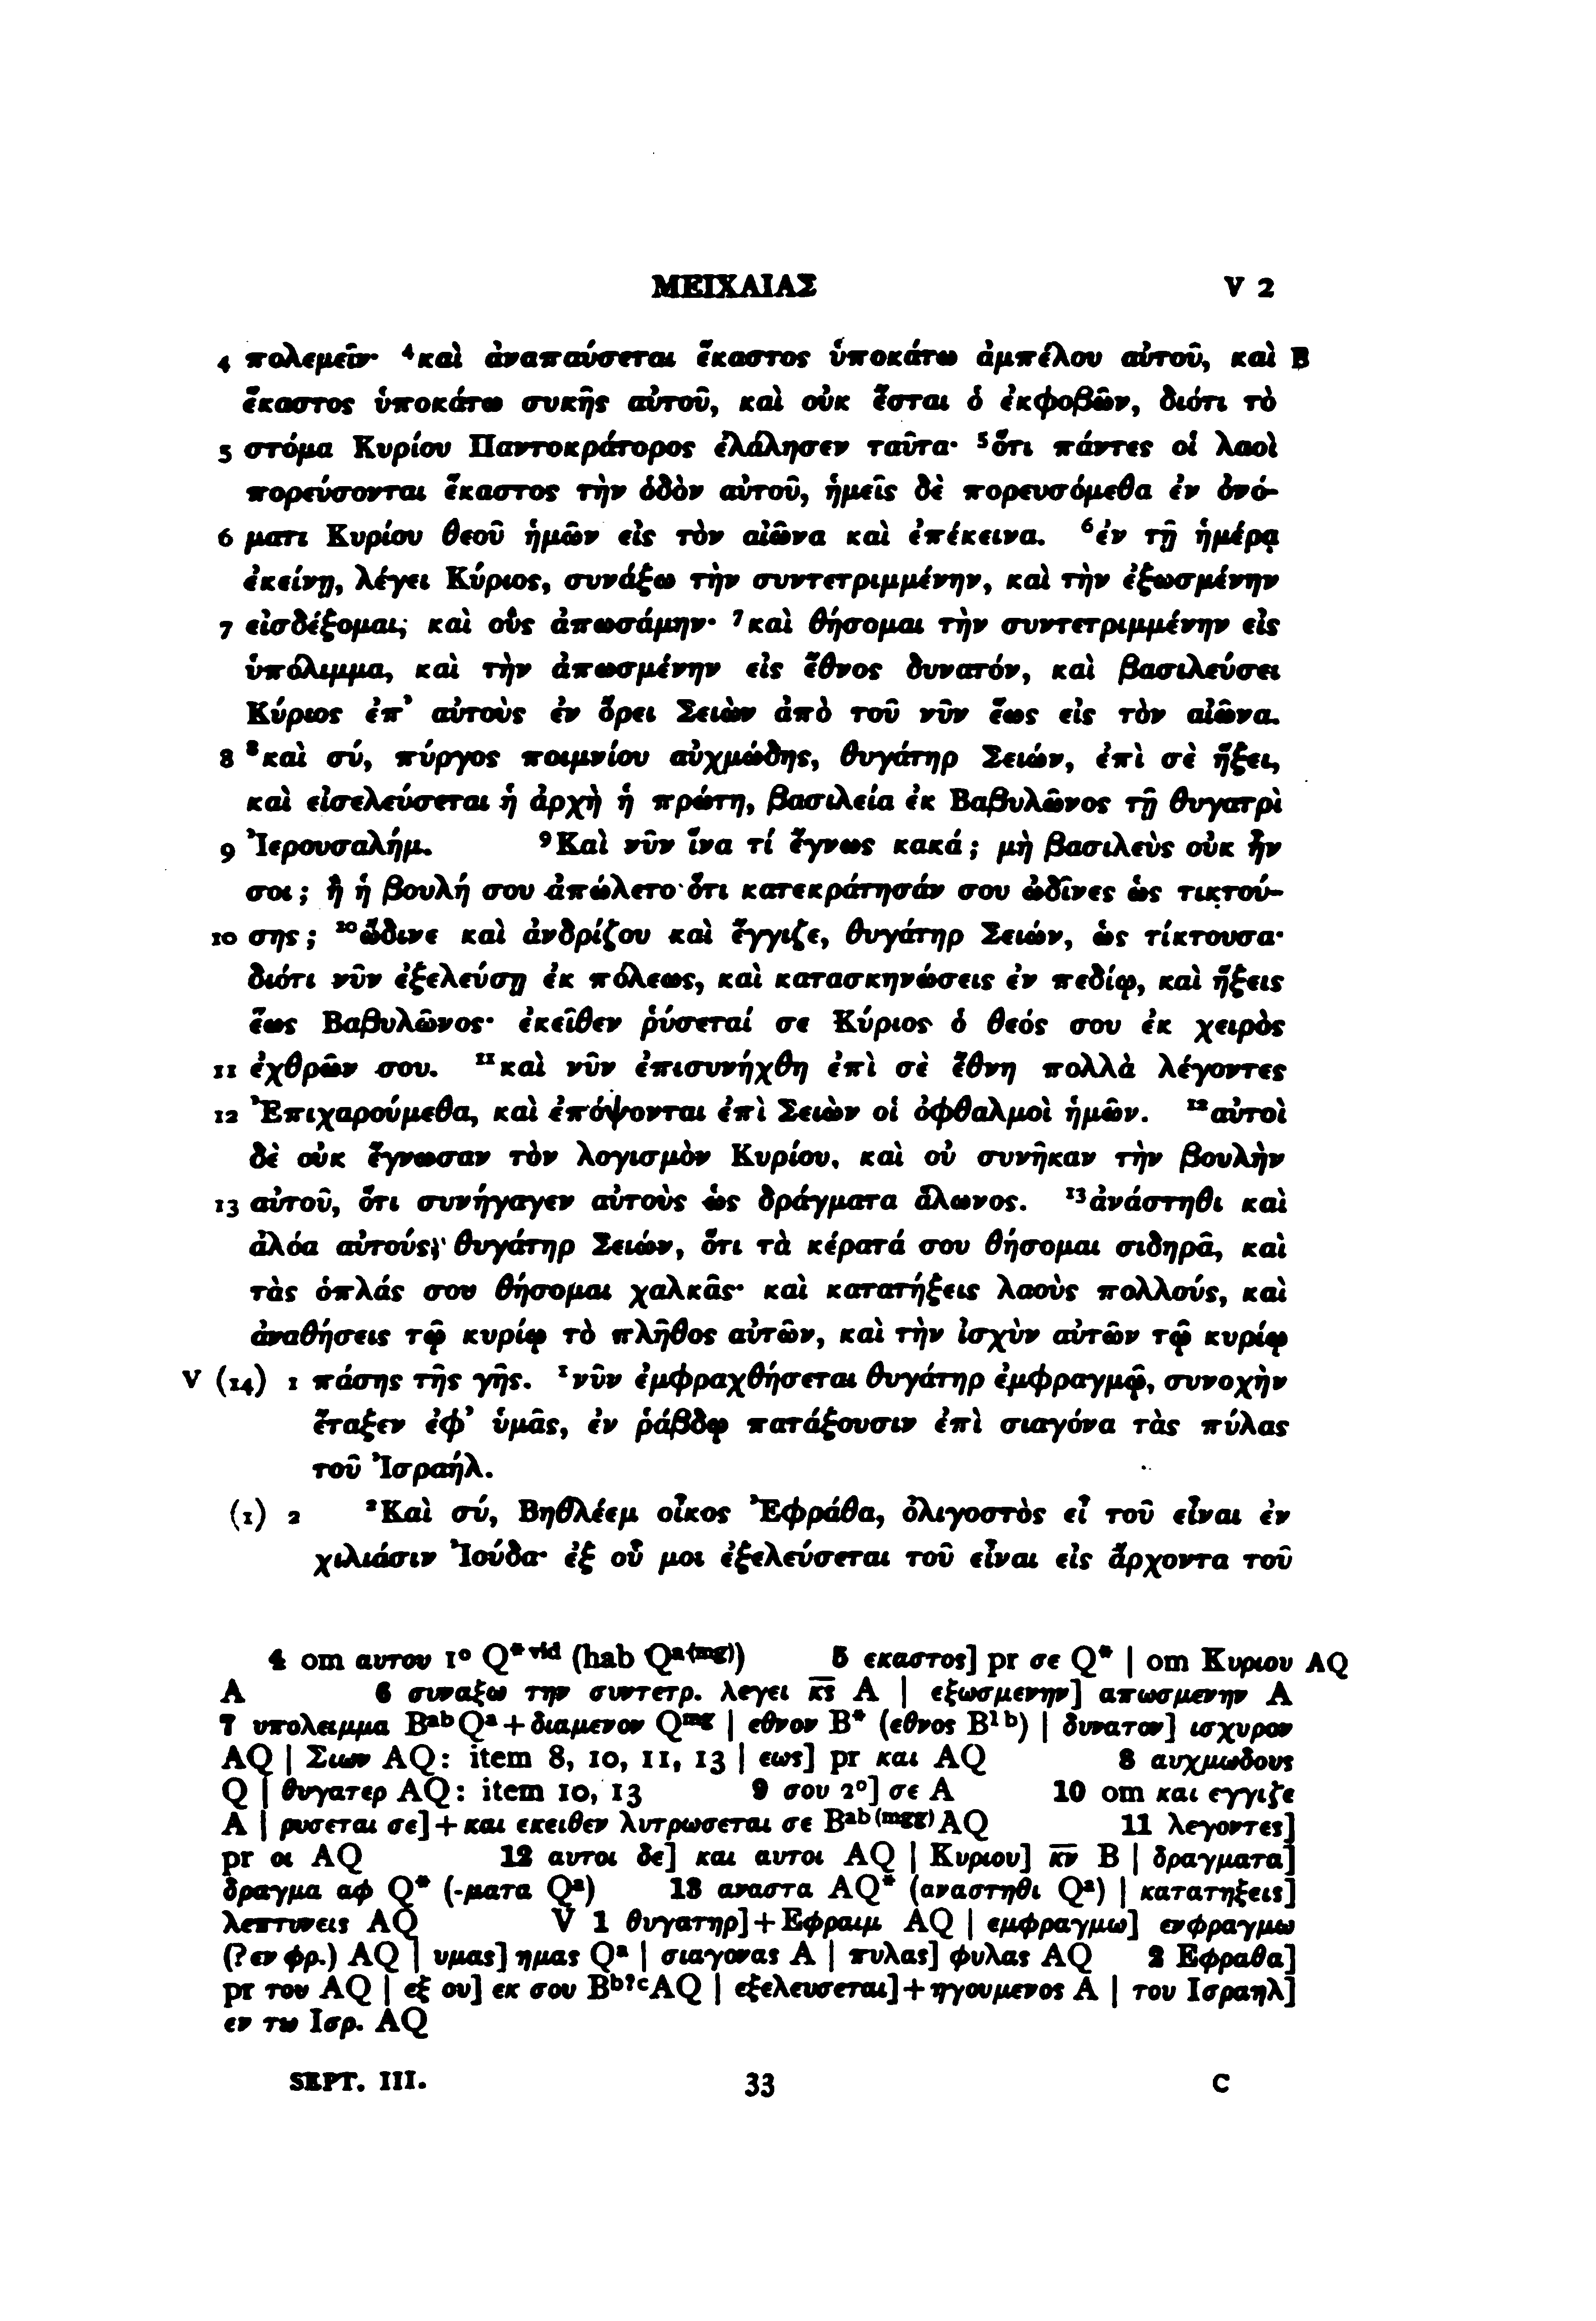 ΜΕΙΧΑΙΑΣ V 2
4 πολεμεῖν· ⁴καὶ ἀναπαύσεται ἕκαστος ὑποκάτω ἀμπέλου αὐτοῦ, καὶ B
ἕκαστος ὑποκάτω συκῆς αὐτοῦ, καὶ οὐκ ἔσται ὁ ἐκφοβῶν, διότι τὸ
5 στόμα Κυρίου Παντοκράτορος ἐλάλησεν ταῦτα· ⁵ὅτι πάντες οἱ λαοὶ
πορεύσονται ἕκαστος τὴν ὁδὸν αὐτοῦ, ἡμεῖς δὲ πορευσόμεθα ἐν ὀνό-
6 ματι Κυρίου θεοῦ ἡμῶν εἰς τὸν αἰῶνα καὶ ἐπέκεινα. ⁶ἐν τῇ ἡμέρᾳ
ἐκείνῃ, λέγει Κύριος, συνάξω τὴν συντετριμμένην, καὶ τὴν ἐξωσμένην
7 εἰσδέξομαι, καὶ οὓς ἀπωσάμην· ⁷καὶ θήσομαι τὴν συντετριμμένην εἰς
ὑπόλιμμα, καὶ τὴν ἀπωσμένην εἰς ἔθνος δυνατόν, καὶ βασιλεύσει
Κύριος ἐπ᾽ αὐτοὺς ἐν ὄρει Σειὼν ἀπὸ τοῦ νῦν ἕως εἰς τὸν αἰῶνα.
8 ⁸καὶ σύ, πύργος ποιμνίου αὐχμώδης, θυγάτηρ Σειών, ἐπὶ σὲ ἥξει,
καὶ εἰσελεύσεται ἡ ἀρχὴ ἡ πρώτη, βασιλεία ἐκ Βαβυλῶνος τῇ θυγατρὶ
9 Ἰερουσαλήμ. ⁹Καὶ νῦν ἵνα τί ἔγνως κακά; μὴ βασιλεὺς οὐκ ἦν
σοι; ἢ ἡ βουλή σου ἀπώλετο ὅτι κατεκράτησάν σου ὠδῖνες ὡς τικτού-
10 σης; ¹⁰ὤδινε καὶ ἀνδρίζου καὶ ἔγγιζε, θυγάτηρ Σειών, ὡς τίκτουσα·
διότι νῦν ἐξελεύσῃ ἐκ πόλεως, καὶ κατασκηνώσεις ἐν πεδίῳ, καὶ ἥξεις
ἕως Βαβυλῶνος· ἐκεῖθεν ῥύσεταί σε Κύριος ὁ θεός σου ἐκ χειρὸς
11 ἐχθρῶν σου. ¹¹καὶ νῦν ἐπισυνήχθη ἐπὶ σὲ ἔθνη πολλὰ λέγοντες
12 Ἐπιχαρούμεθα, καὶ ἐπόψονται ἐπὶ Σειὼν οἱ ὀφθαλμοὶ ἡμῶν. ¹²αὐτοὶ
δὲ οὐκ ἔγνωσαν τὸν λογισμὸν Κυρίου, καὶ οὐ συνῆκαν τὴν βουλὴν
13 αὐτοῦ, ὅτι συνήγαγεν αὐτοὺς ὡς δράγματα ἅλωνος. ¹³ἀνάστηθι καὶ
ἀλόα αὐτούς, θυγάτηρ Σειών, ὅτι τὰ κέρατά σου θήσομαι σιδηρᾶ, καὶ
τὰς ὁπλάς σου θήσομαι χαλκᾶς· καὶ κατατήξεις λαοὺς πολλούς, καὶ
ἀναθήσεις τῷ κυρίῳ τὸ πλῆθος αὐτῶν, καὶ τὴν ἰσχὺν αὐτῶν τῷ κυρίῳ
V (14) 1 πάσης τῆς γῆς. ¹νῦν ἐμφραχθήσεται θυγάτηρ ἐμφραγμῷ, συνοχὴν
ἔταξεν ἐφ᾽ ὑμᾶς, ἐν ῥάβδῳ πατάξουσιν ἐπὶ σιαγόνα τὰς πύλας
τοῦ Ἰσραήλ.
(1) 2 ²Καὶ σύ, Βηθλέεμ οἶκος Ἐφράθα, ὀλιγοστὸς εἶ τοῦ εἶναι ἐν
χιλιάσιν Ἰούδα· ἐξ οὗ μοι ἐξελεύσεται τοῦ εἶναι εἰς ἄρχοντα τοῦ
4 om αυτου 1º Q*vid (hab Qa(mg)) 5 εκαστος] pr σε Q* | om Κυριου AQ
A 6 συναξω την συντετρ. λεγει κ̅ς̅ A | εξωσμενην] απωσμενην A
7 υπολειμμα Bab Qa + διαμενον Qmg | εθνον B* (εθνος B1b) | δυνατον] ισχυρον
AQ | Σιων AQ: item 8, 10, 11, 13 | εως] pr και AQ 8 αυχμωδους
Q | θυγατερ AQ: item 10, 13 9 σου 2º] σε A 10 om και εγγιζε
A | ρυσεται σε] + και εκειθεν λυτρωσεται σε Bab(mgg) AQ 11 λεγοντες]
pr οι AQ 12 αυτοι δε] και αυτοι AQ | Κυριου] κ̅ν̅ B | δραγματα]
δραγμα αφ Q* (-ματα Qa) 13 αναστα AQ* (αναστηθι Qa) | κατατηξεις]
λεπτυνεις AQ V 1 θυγατηρ] + Εφραιμ AQ | εμφραγμω] ενφραγμω
(? εν φρ.) AQ | υμας] ημας Qa | σιαγονας A | πυλας] φυλας AQ 2 Εφραθα]
pr του AQ | εξ ου] εκ σου Bb?c AQ | εξελευσεται] + ηγουμενος A | του Ισραηλ]
εν τω Ισρ. AQ
SEPT. III. 33 C